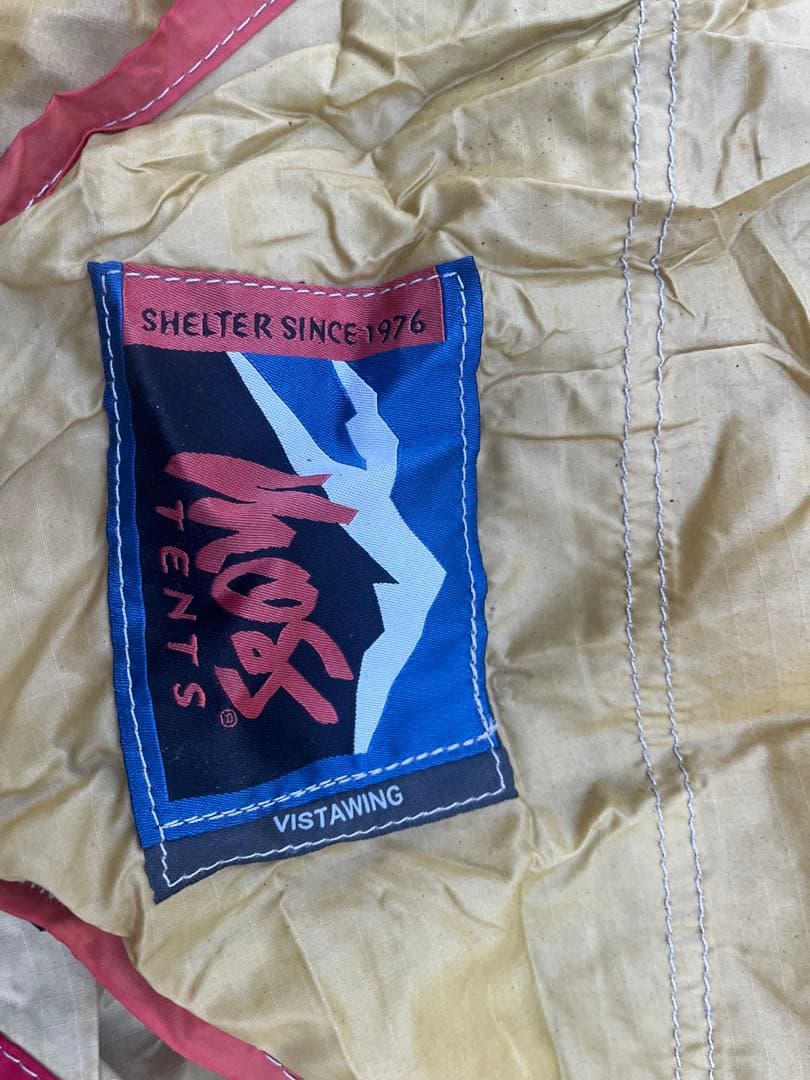 SHELTER SINCE 1976
MOSS
TENTS
®
VISTAWING